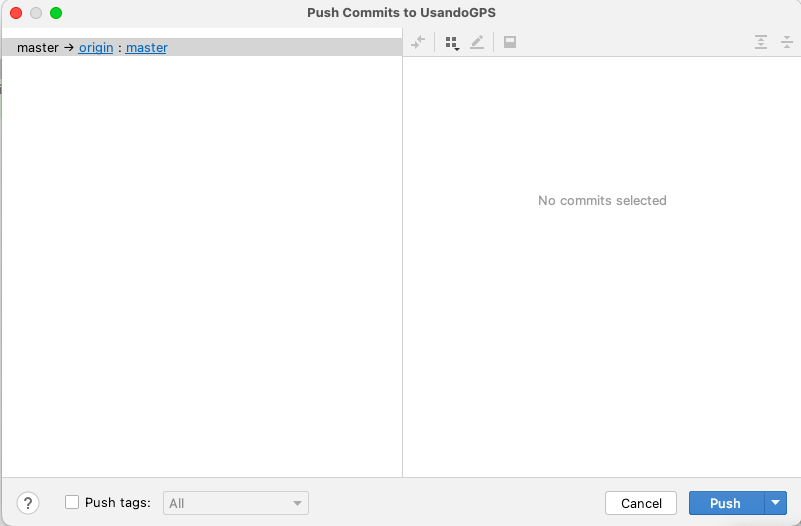 Push Commits to UsandoGPS
master → origin : master
No commits selected
? Push tags: All Cancel Push